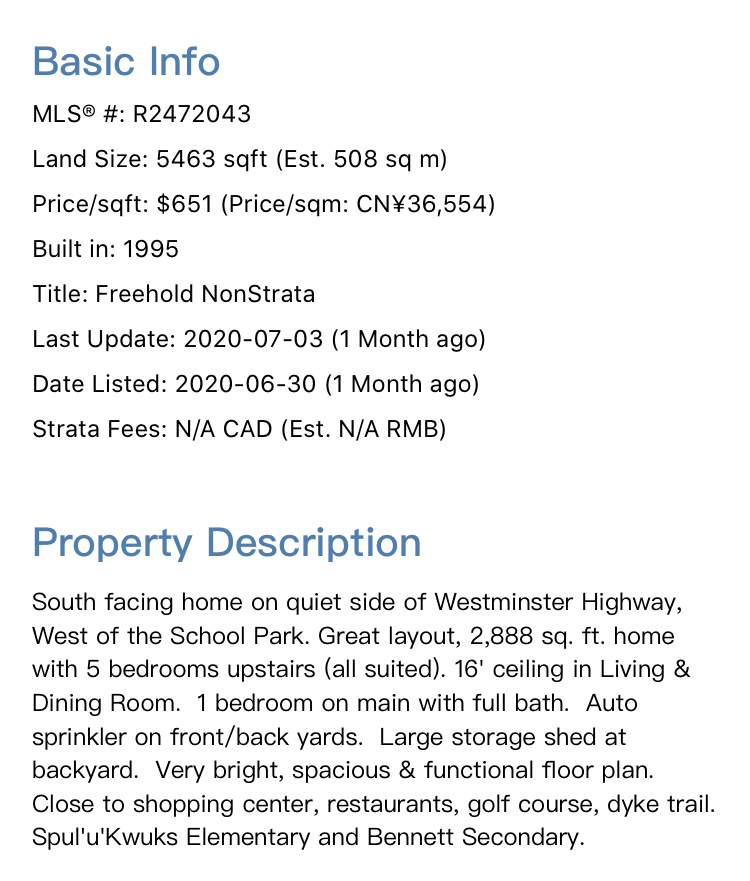 Basic Info
MLS® #: R2472043
Land Size: 5463 sqft (Est. 508 sq m)
Price/sqft: $651 (Price/sqm: CN¥36,554)
Built in: 1995
Title: Freehold NonStrata
Last Update: 2020-07-03 (1 Month ago)
Date Listed: 2020-06-30 (1 Month ago)
Strata Fees: N/A CAD (Est. N/A RMB)
Property Description
South facing home on quiet side of Westminster Highway,
West of the School Park. Great layout, 2,888 sq. ft. home
with 5 bedrooms upstairs (all suited). 16' ceiling in Living &
Dining Room.  1 bedroom on main with full bath.  Auto
sprinkler on front/back yards.  Large storage shed at
backyard.  Very bright, spacious & functional floor plan.
Close to shopping center, restaurants, golf course, dyke trail.
Spul'u'Kwuks Elementary and Bennett Secondary.